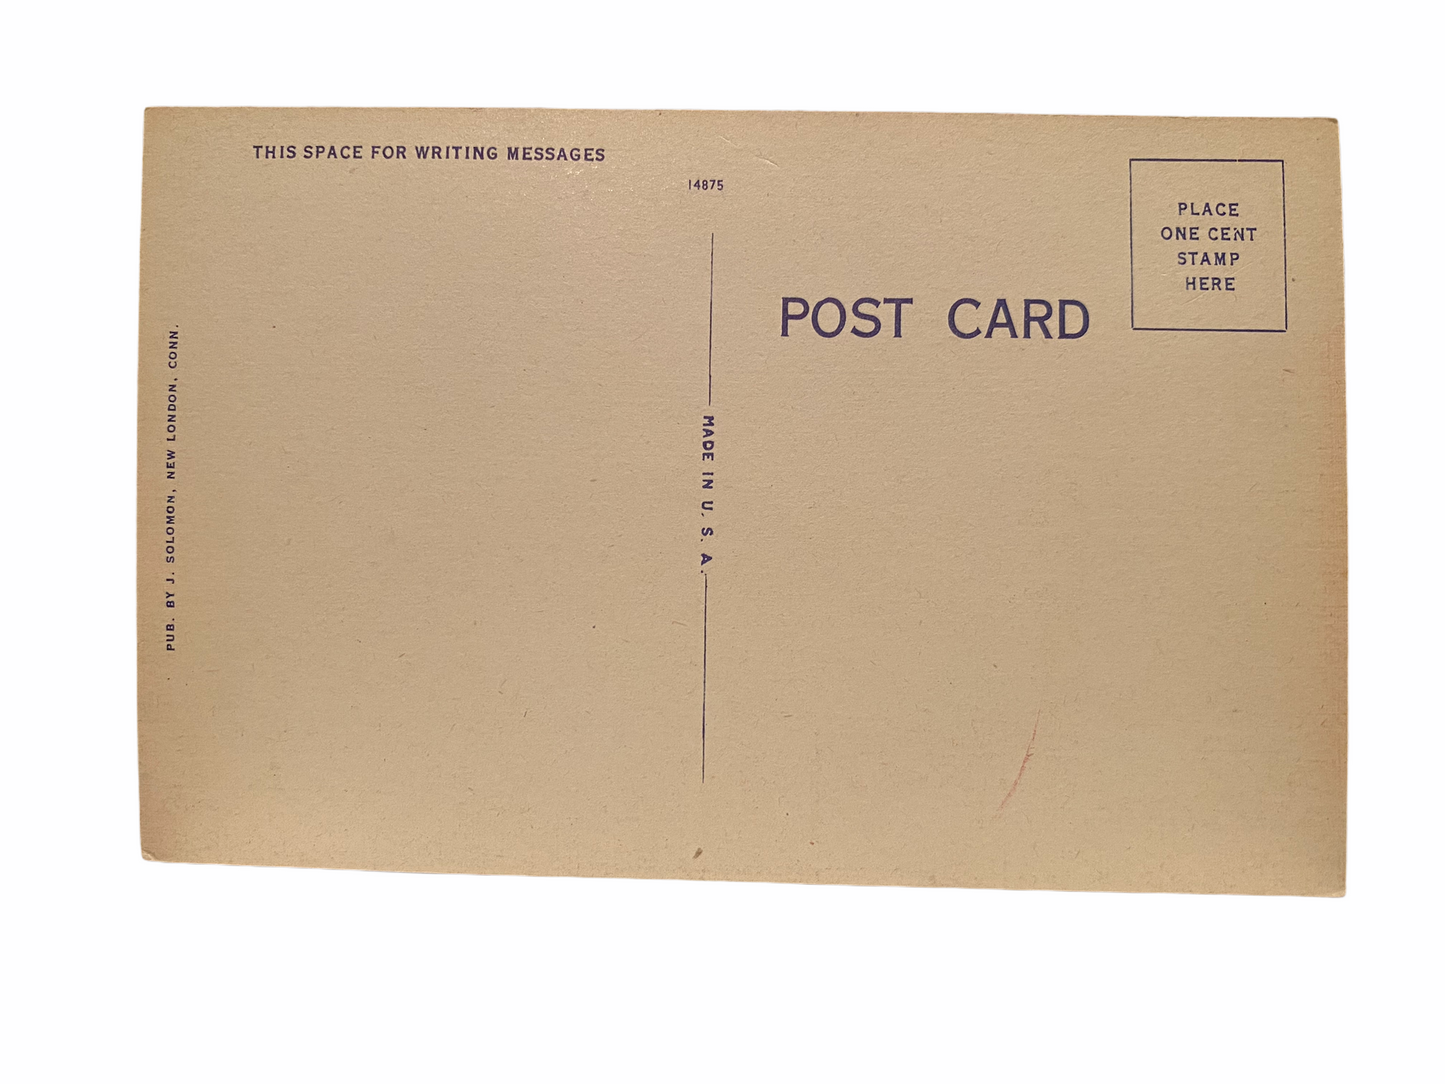 THIS SPACE FOR WRITING MESSAGES
14875
PLACE
ONE CENT
STAMP
HERE
POST CARD
MADE IN U. S. A.
PUB. BY J. SOLOMON, NEW LONDON, CONN.